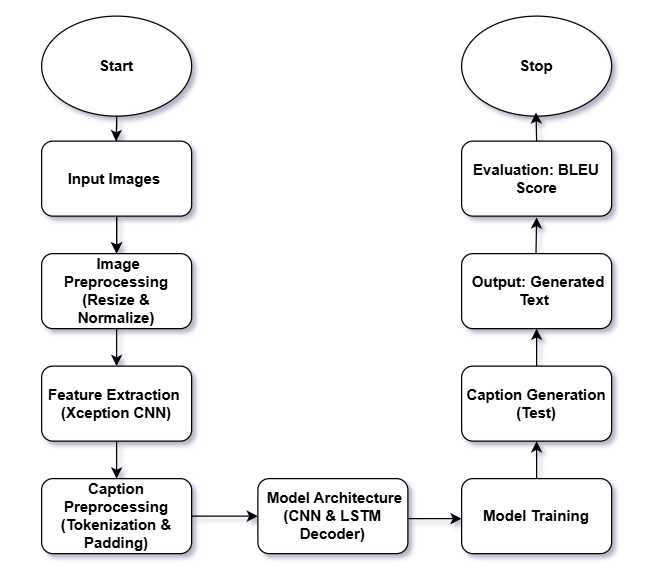 Start
Input Images
Image
Preprocessing
(Resize &
Normalize)
Feature Extraction
(Xception CNN)
Caption
Preprocessing
(Tokenization &
Padding)
Model Architecture
(CNN & LSTM
Decoder)
Model Training
Caption Generation
(Test)
Output: Generated
Text
Evaluation: BLEU
Score
Stop